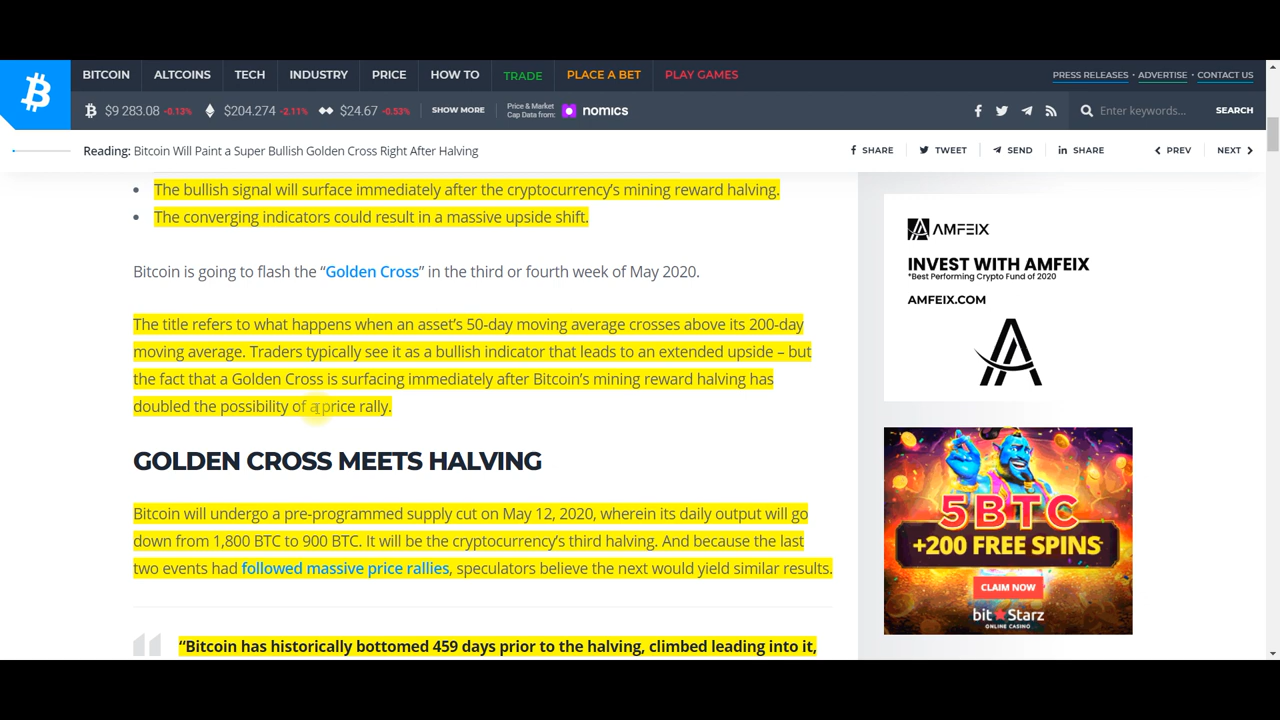 BITCOIN ALTCOINS TECH INDUSTRY PRICE HOW TO TRADE PLACE A BET PLAY GAMES PRESS RELEASES • ADVERTISE • CONTACT US
$9 283.08 -0.13% $204.274 -2.11% $24.67 -0.53% SHOW MORE Price & Market Cap Data from: nomics Enter keywords... SEARCH
Reading: Bitcoin Will Paint a Super Bullish Golden Cross Right After Halving SHARE TWEET SEND SHARE PREV NEXT
• The bullish signal will surface immediately after the cryptocurrency's mining reward halving.
• The converging indicators could result in a massive upside shift.
Bitcoin is going to flash the “Golden Cross” in the third or fourth week of May 2020.
The title refers to what happens when an asset's 50-day moving average crosses above its 200-day
moving average. Traders typically see it as a bullish indicator that leads to an extended upside – but
the fact that a Golden Cross is surfacing immediately after Bitcoin's mining reward halving has
doubled the possibility of a price rally.
GOLDEN CROSS MEETS HALVING
Bitcoin will undergo a pre-programmed supply cut on May 12, 2020, wherein its daily output will go
down from 1,800 BTC to 900 BTC. It will be the cryptocurrency's third halving. And because the last
two events had followed massive price rallies, speculators believe the next would yield similar results.
“Bitcoin has historically bottomed 459 days prior to the halving, climbed leading into it,
AMFEIX
INVEST WITH AMFEIX
*Best Performing Crypto Fund of 2020
AMFEIX.COM
5BTC
+200 FREE SPINS
CLAIM NOW
bitStarz
ONLINE CASINO